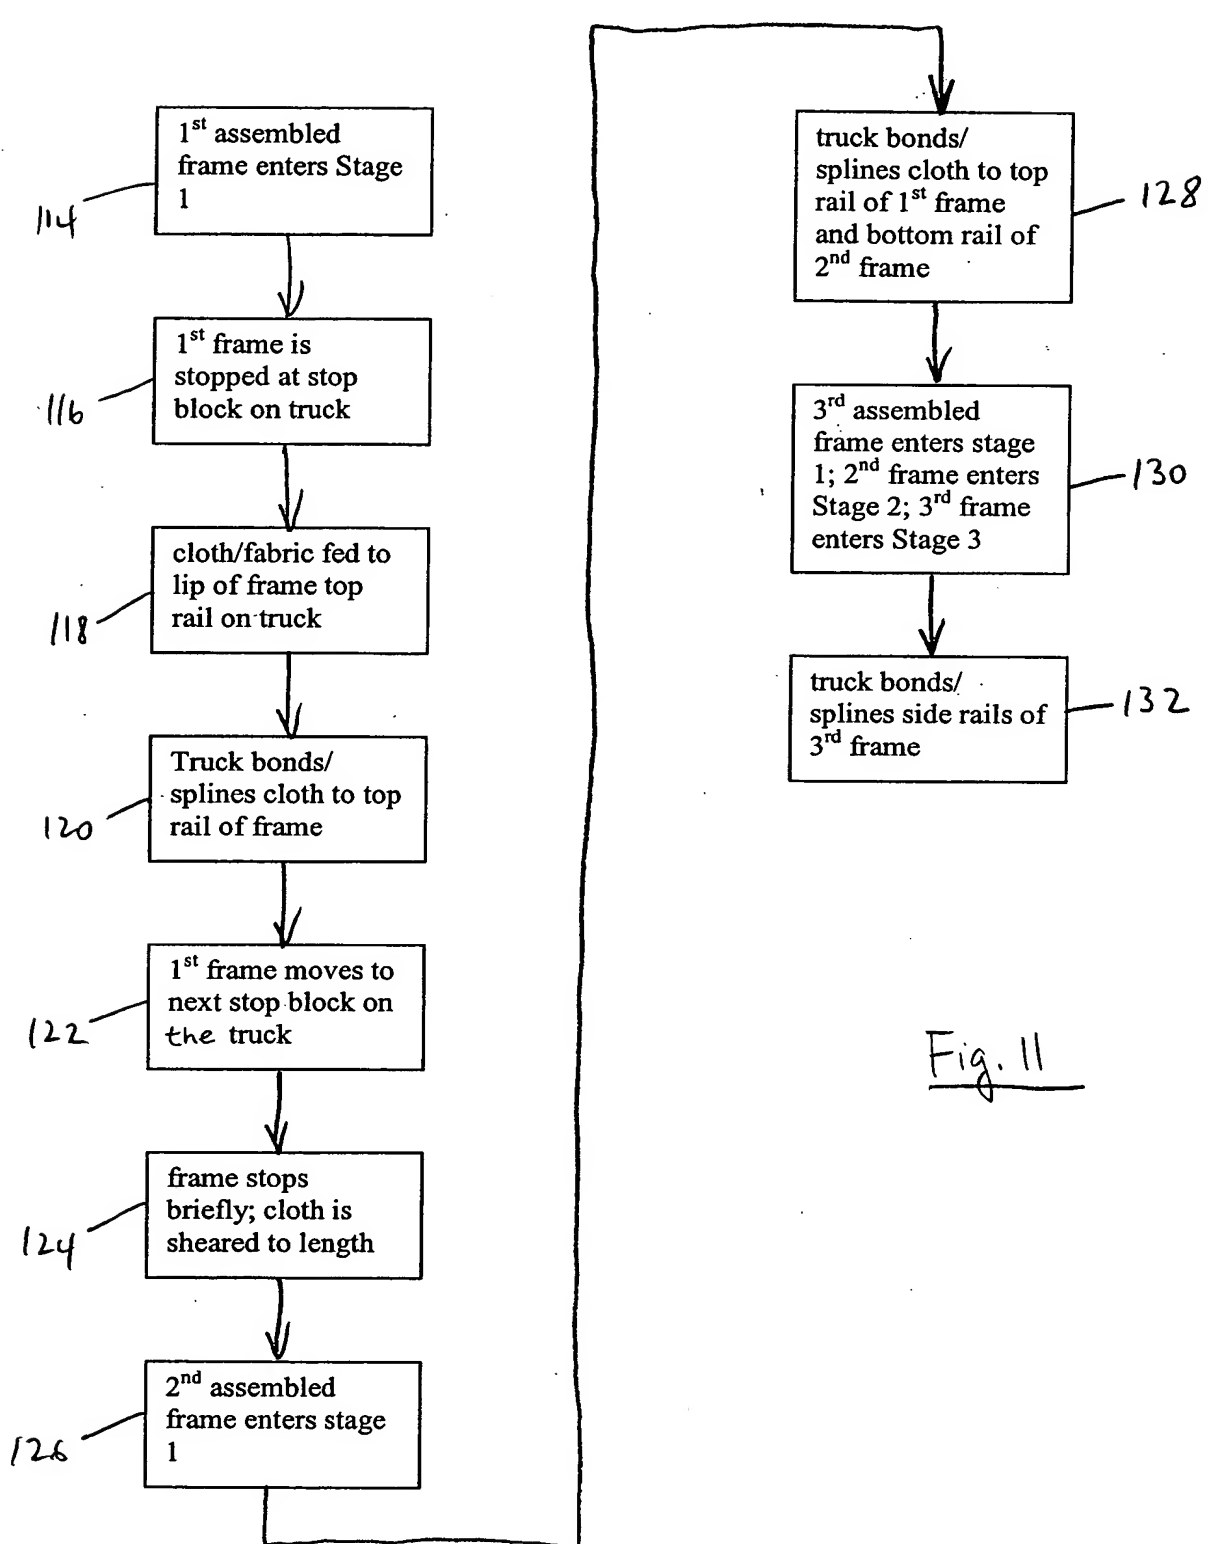 1st assembled
frame enters Stage
1
114
1st frame is
stopped at stop
block on truck
116
cloth/fabric fed to
lip of frame top
rail on truck
118
Truck bonds/
splines cloth to top
rail of frame
120
1st frame moves to
next stop block on
the truck
122
frame stops
briefly; cloth is
sheared to length
124
2nd assembled
frame enters stage
1
126
truck bonds/
splines cloth to top
rail of 1st frame
and bottom rail of
2nd frame
128
3rd assembled
frame enters stage
1; 2nd frame enters
Stage 2; 3rd frame
enters Stage 3
130
truck bonds/
splines side rails of
3rd frame
132
Fig. 11